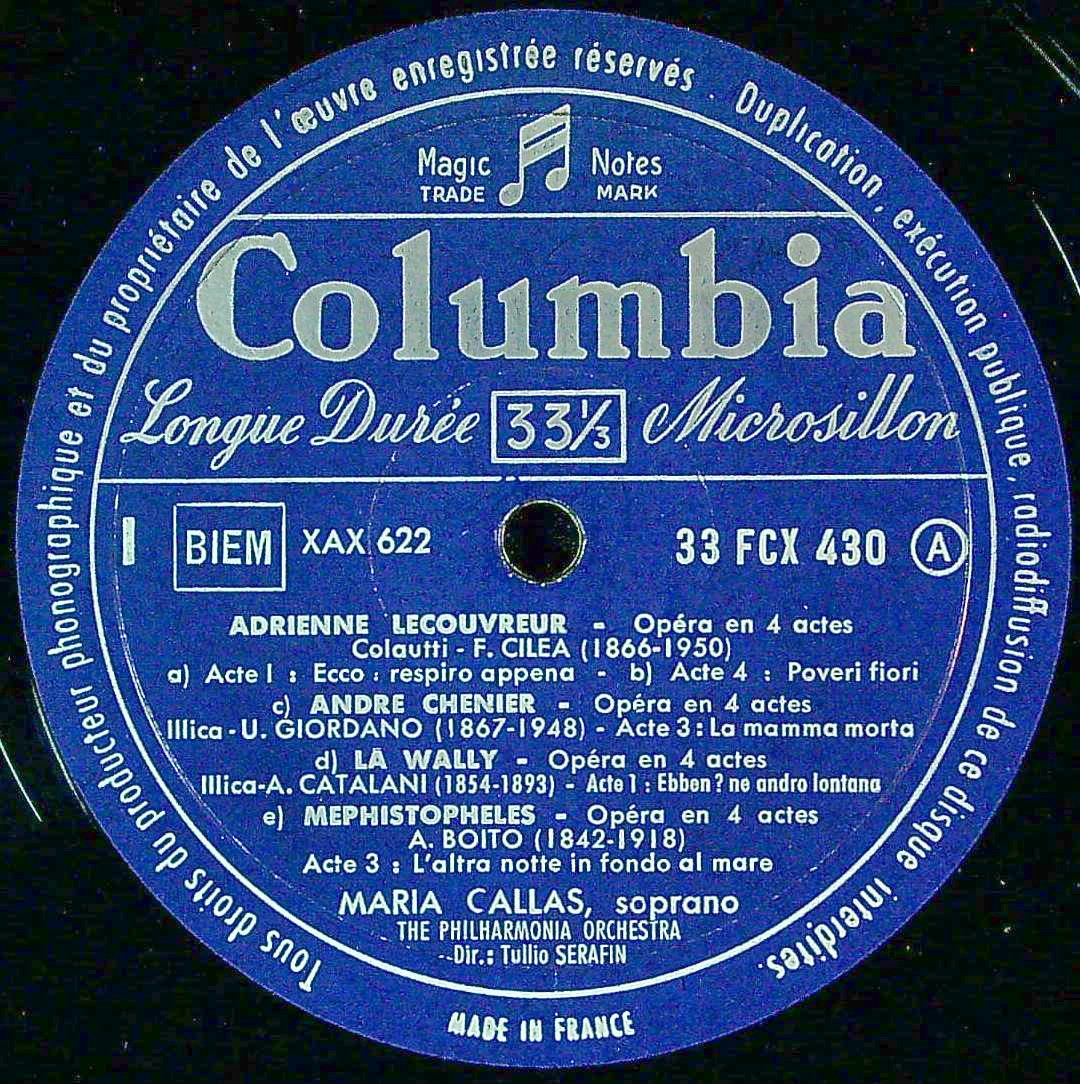 Tous droits du producteur phonographique et du propriétaire de l'œuvre enregistrée réservés. Duplication, exécution publique, radiodiffusion de ce disque interdites.
Magic Notes
TRADE MARK
Columbia
Longue Durée 33⅓ Microsillon
1 BIEM XAX 622 33 FCX 430 A
ADRIENNE LECOUVREUR - Opéra en 4 actes
Colautti - F. CILEA (1866-1950)
a) Acte I : Ecco : respiro appena - b) Acte 4 : Poveri fiori
c) ANDRE CHENIER - Opéra en 4 actes
Illica - U. GIORDANO (1867-1948) - Acte 3 : La mamma morta
d) LA WALLY - Opéra en 4 actes
Illica-A. CATALANI (1854-1893) - Acte 1 : Ebben ? ne andro lontana
e) MEPHISTOPHELES - Opéra en 4 actes
A. BOITO (1842-1918)
Acte 3 : L'altra notte in fondo al mare
MARIA CALLAS, soprano
THE PHILHARMONIA ORCHESTRA
Dir.: Tullio SERAFIN
MADE IN FRANCE